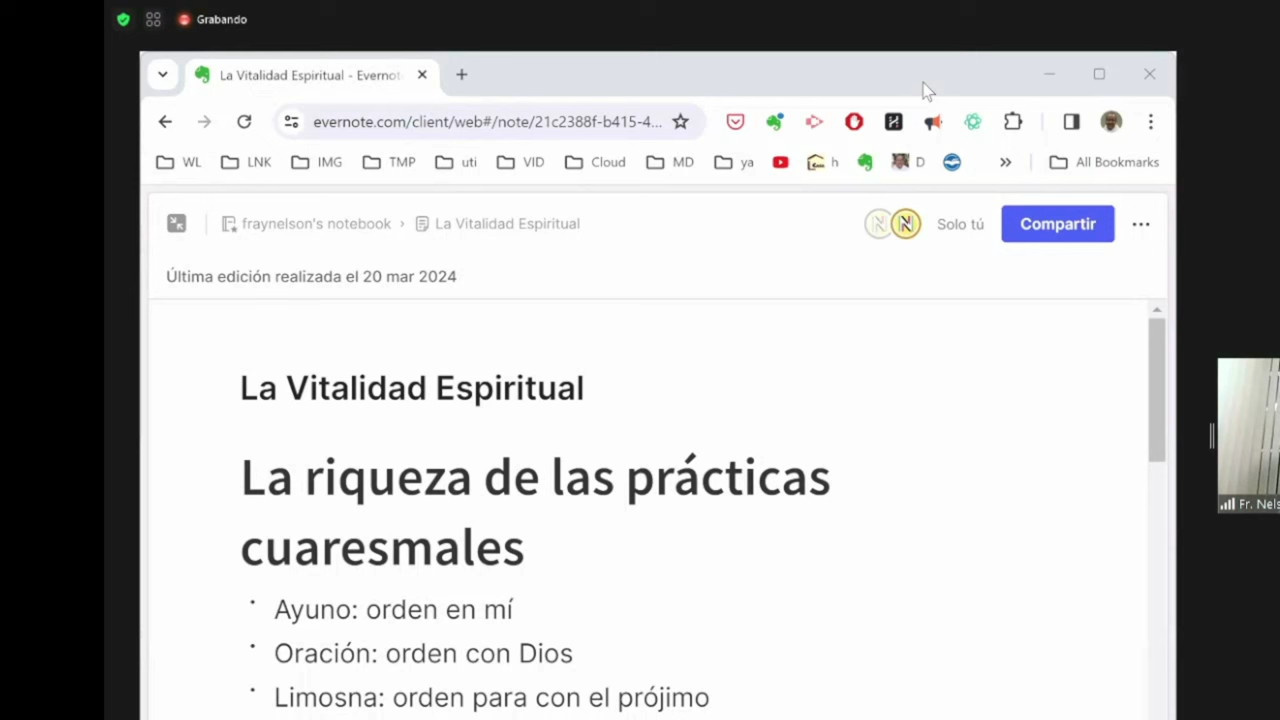 Grabando
La Vitalidad Espiritual - Evernot
evernote.com/client/web#/note/21c2388f-b415-4...
WL LNK IMG TMP uti VID Cloud MD ya h D » All Bookmarks
fraynelson's notebook › La Vitalidad Espiritual Solo tú Compartir ...
Última edición realizada el 20 mar 2024
La Vitalidad Espiritual
La riqueza de las prácticas
cuaresmales
Ayuno: orden en mí
Fr. Nels
Oración: orden con Dios
Limosna: orden para con el prójimo